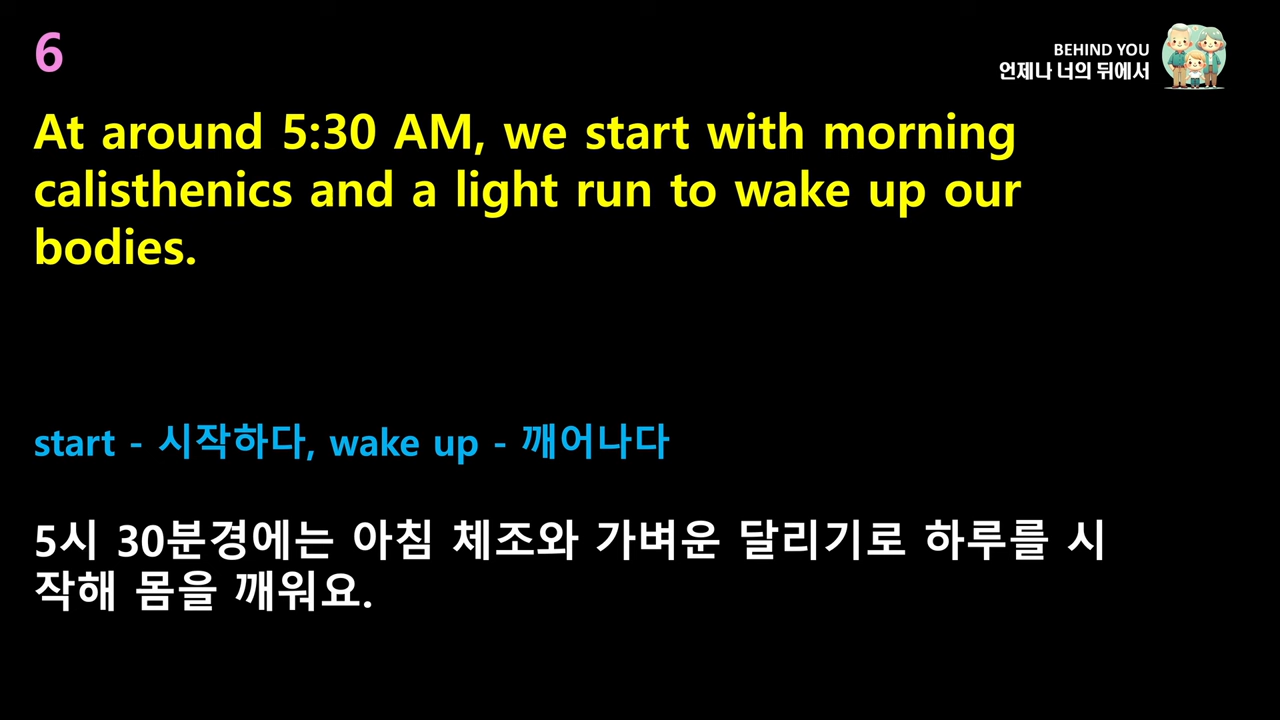 6
BEHIND YOU
언제나 너의 뒤에서
At around 5:30 AM, we start with morning
calisthenics and a light run to wake up our
bodies.
start - 시작하다, wake up - 깨어나다
5시 30분경에는 아침 체조와 가벼운 달리기로 하루를 시
작해 몸을 깨워요.